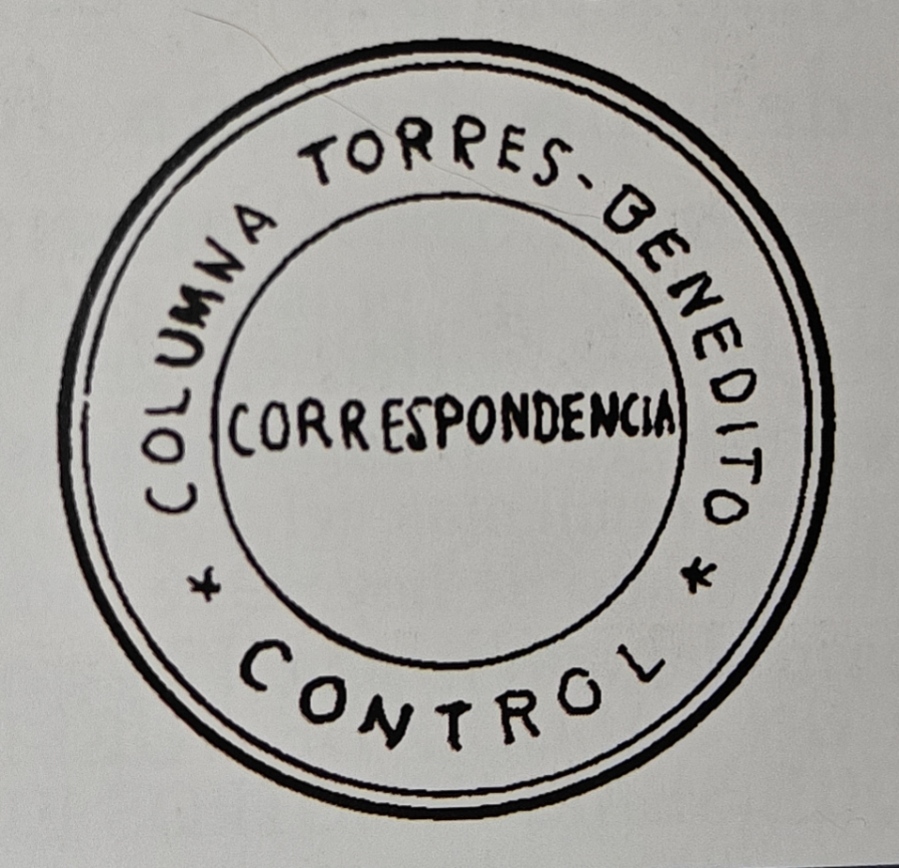 COLUMNA TORRES-BENEDITO
CORRESPONDENCIA
* CONTROL *